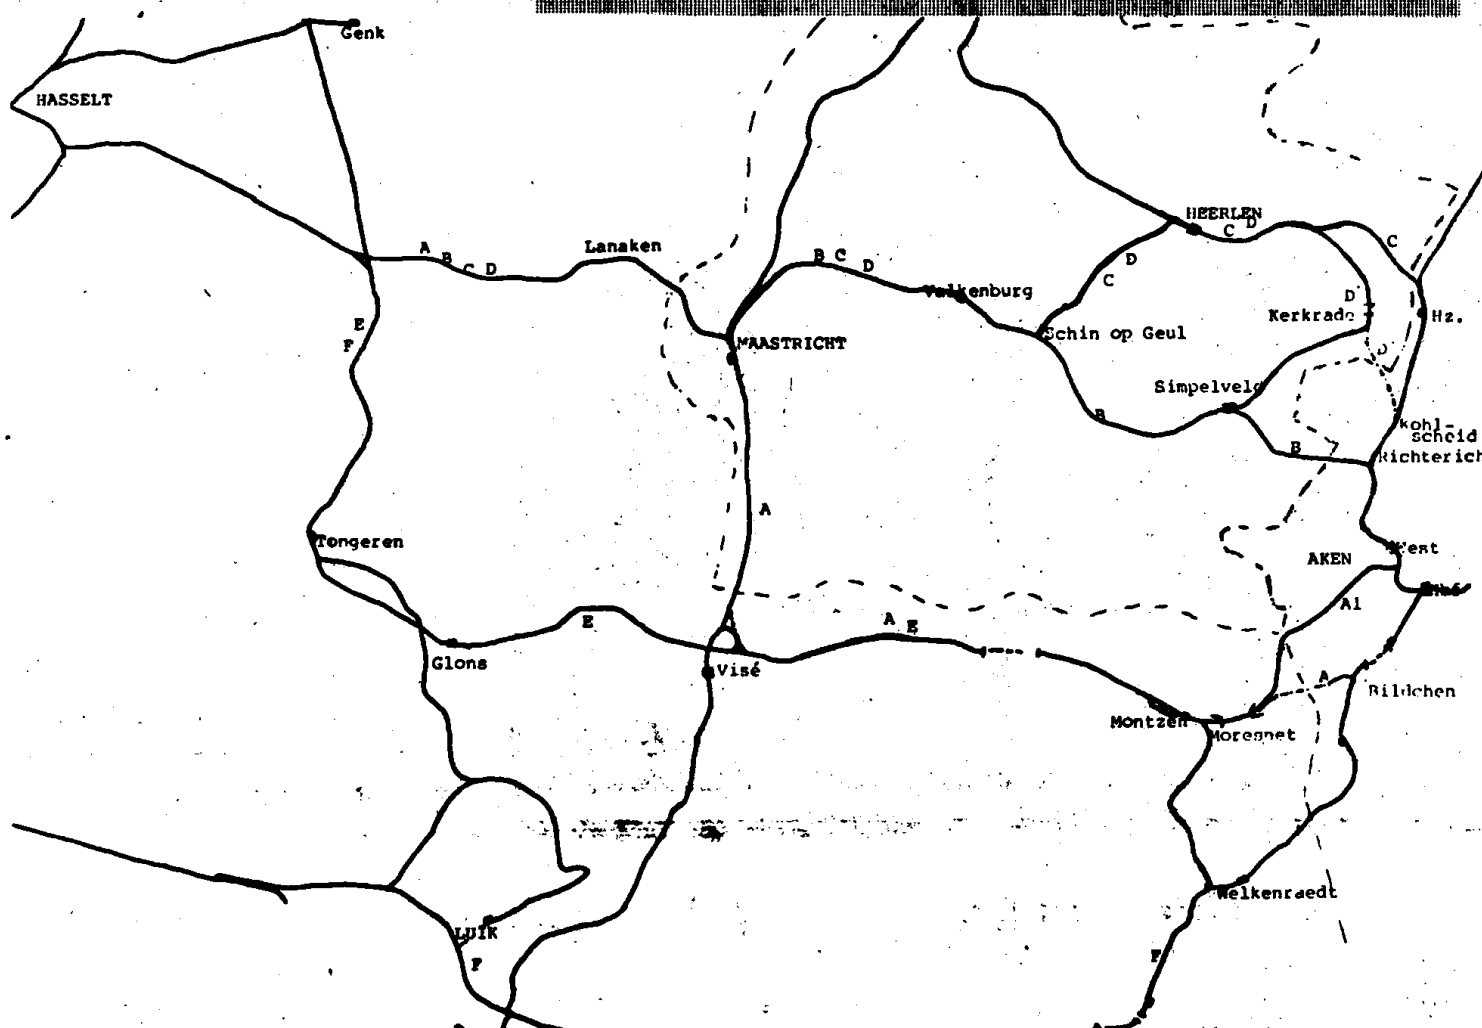 Genk
HASSELT
HEERLEN
C D
C
A
B
C D
Lanaken
B C
D
D
C
Valkenburg
D
Kerkrade
Hz.
E
F
MAASTRICHT
Schin op Geul
D
Simpelveld
B
kohl-
scheid
B
Richterich
A
Tongeren
West
AKEN
A1
E
A
E
Glons
Visé
A
Bildchen
Montzen
Moresnet
Welkenraedt
LUIK
F
F